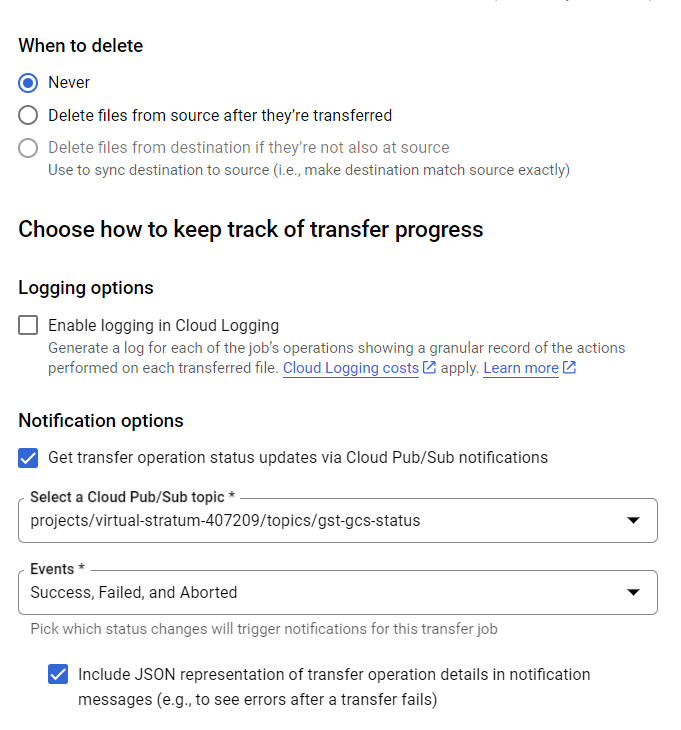 When to delete
Never
Delete files from source after they're transferred
Delete files from destination if they're not also at source
Use to sync destination to source (i.e., make destination match source exactly)
Choose how to keep track of transfer progress
Logging options
Enable logging in Cloud Logging
Generate a log for each of the job's operations showing a granular record of the actions
performed on each transferred file. Cloud Logging costs apply. Learn more
Notification options
Get transfer operation status updates via Cloud Pub/Sub notifications
Select a Cloud Pub/Sub topic *
projects/virtual-stratum-407209/topics/gst-gcs-status
Events *
Success, Failed, and Aborted
Pick which status changes will trigger notifications for this transfer job
Include JSON representation of transfer operation details in notification
messages (e.g., to see errors after a transfer fails)